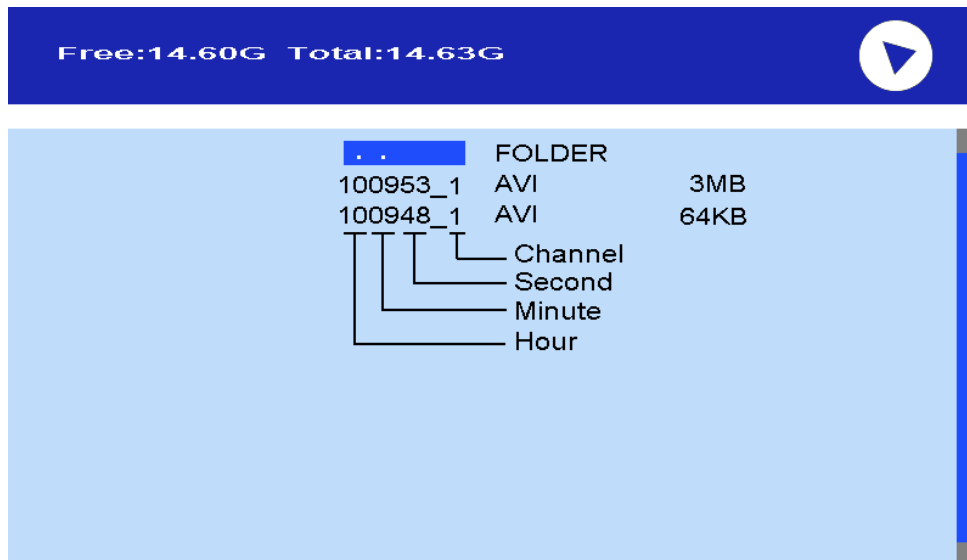 Free:14.60G Total:14.63G
. . FOLDER
100953_1 AVI 3MB
100948_1 AVI 64KB
Channel
Second
Minute
Hour